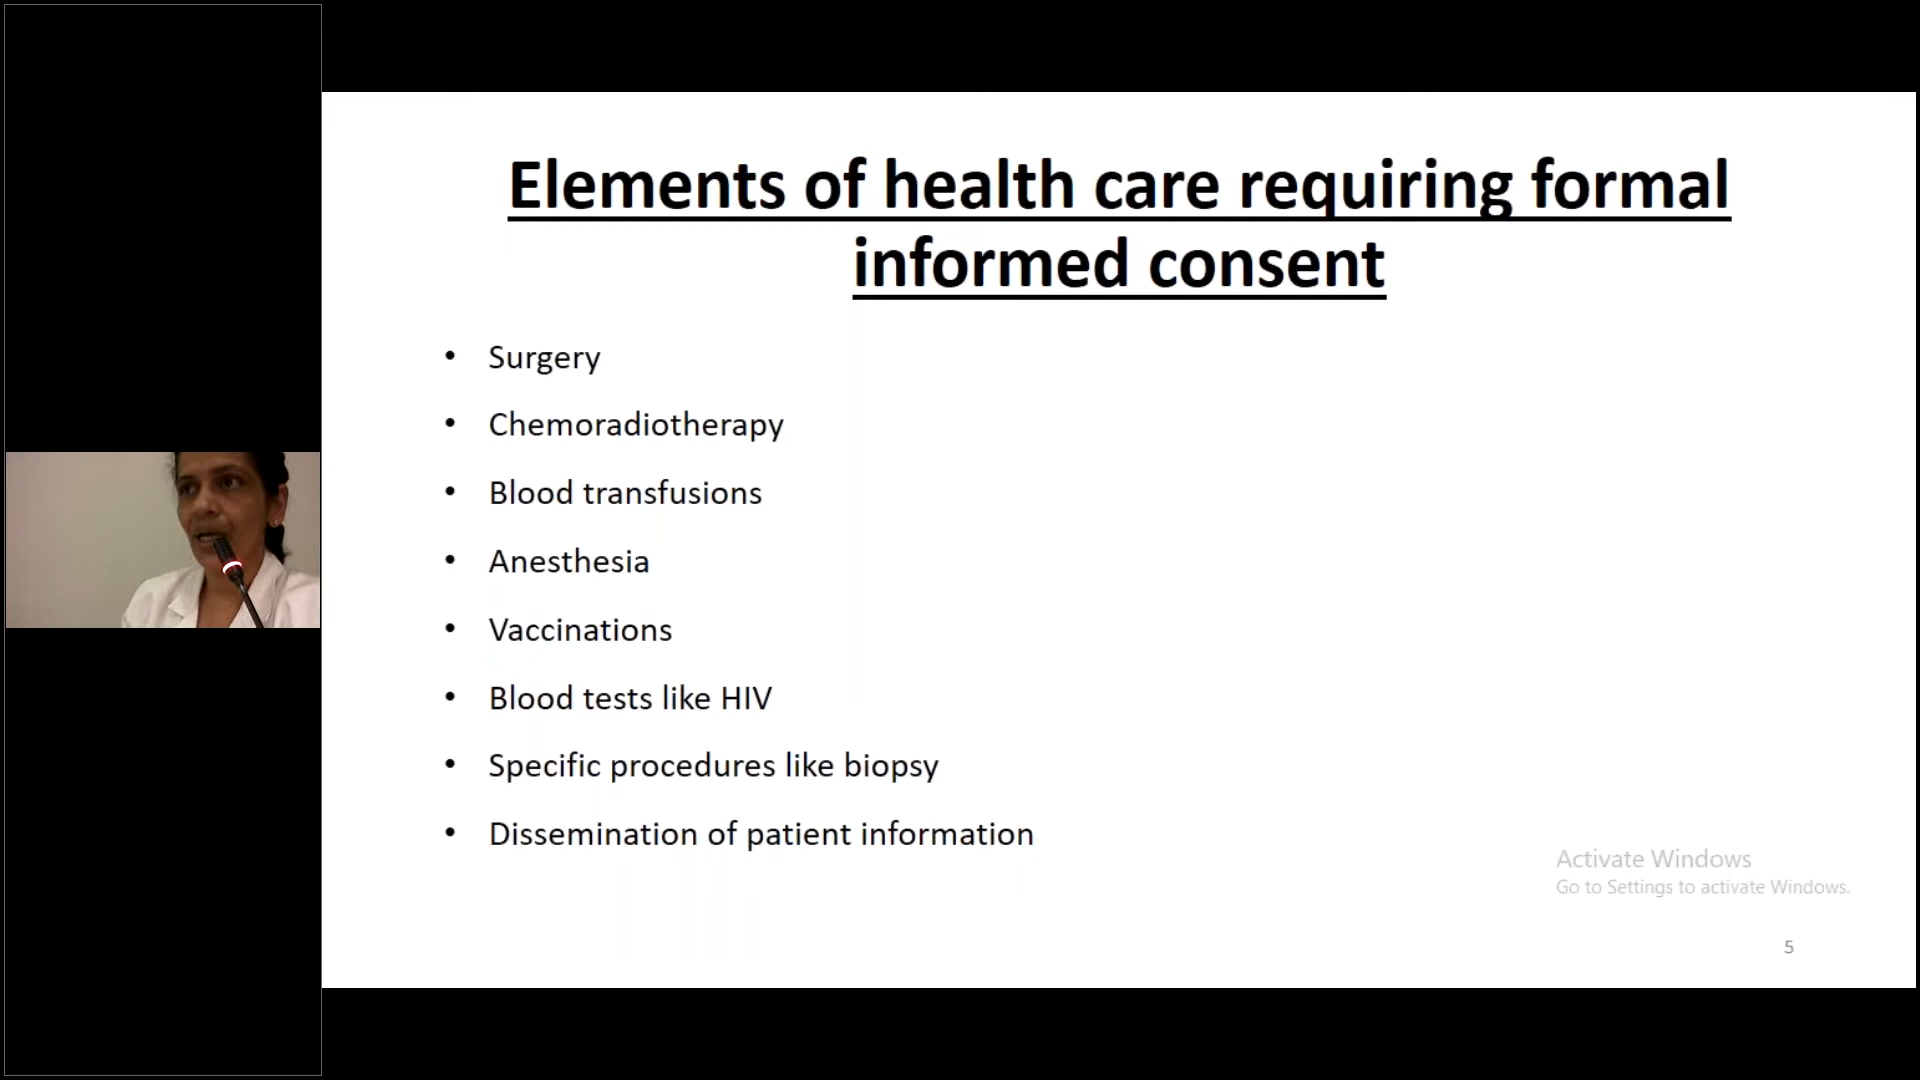 Elements of health care requiring formal
informed consent
• Surgery
• Chemoradiotherapy
• Blood transfusions
• Anesthesia
• Vaccinations
• Blood tests like HIV
• Specific procedures like biopsy
• Dissemination of patient information
Activate Windows
Go to Settings to activate Windows.
5